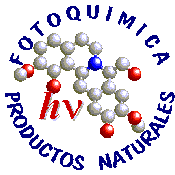 FOTOQUIMICA
hν
PRODUCTOS NATURALES